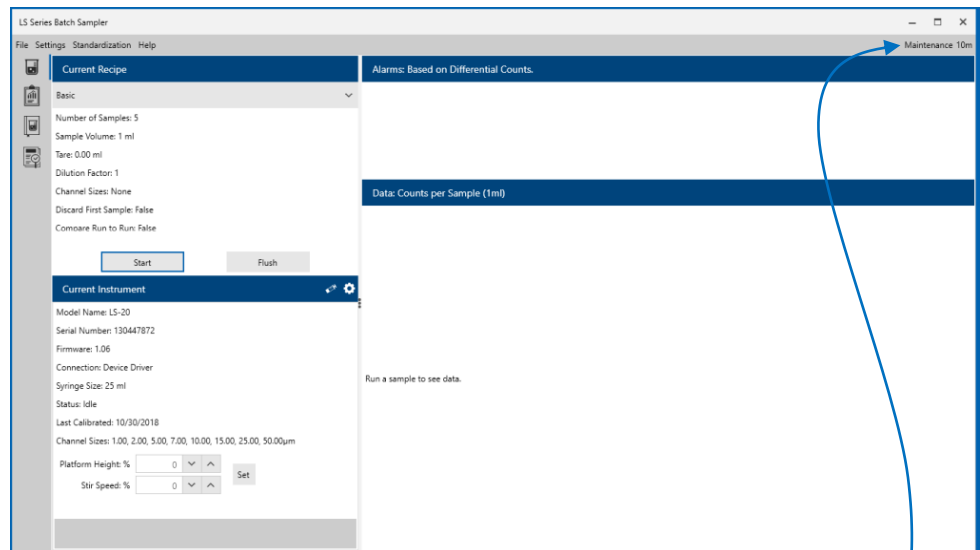 LS Series Batch Sampler
File Settings Standardization Help
Maintenance 10m
Current Recipe
Basic
Number of Samples: 5
Sample Volume: 1 ml
Tare: 0.00 ml
Dilution Factor: 1
Channel Sizes: None
Discard First Sample: False
Compare Run to Run: False
Start
Flush
Current Instrument
Model Name: LS-20
Serial Number: 130447872
Firmware: 1.06
Connection: Device Driver
Syringe Size: 25 ml
Status: Idle
Last Calibrated: 10/30/2018
Channel Sizes: 1.00, 2.00, 5.00, 7.00, 10.00, 15.00, 25.00, 50.00µm
Platform Height: % 0
Set
Stir Speed: % 0
Alarms: Based on Differential Counts.
Data: Counts per Sample (1ml)
Run a sample to see data.